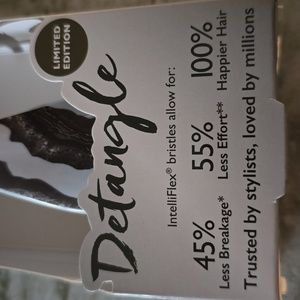 LIMITED
EDITION
Detangle
IntelliFlex® bristles allow for:
45% 55% 100%
Less Breakage* Less Effort** Happier Hair
Trusted by stylists, loved by millions